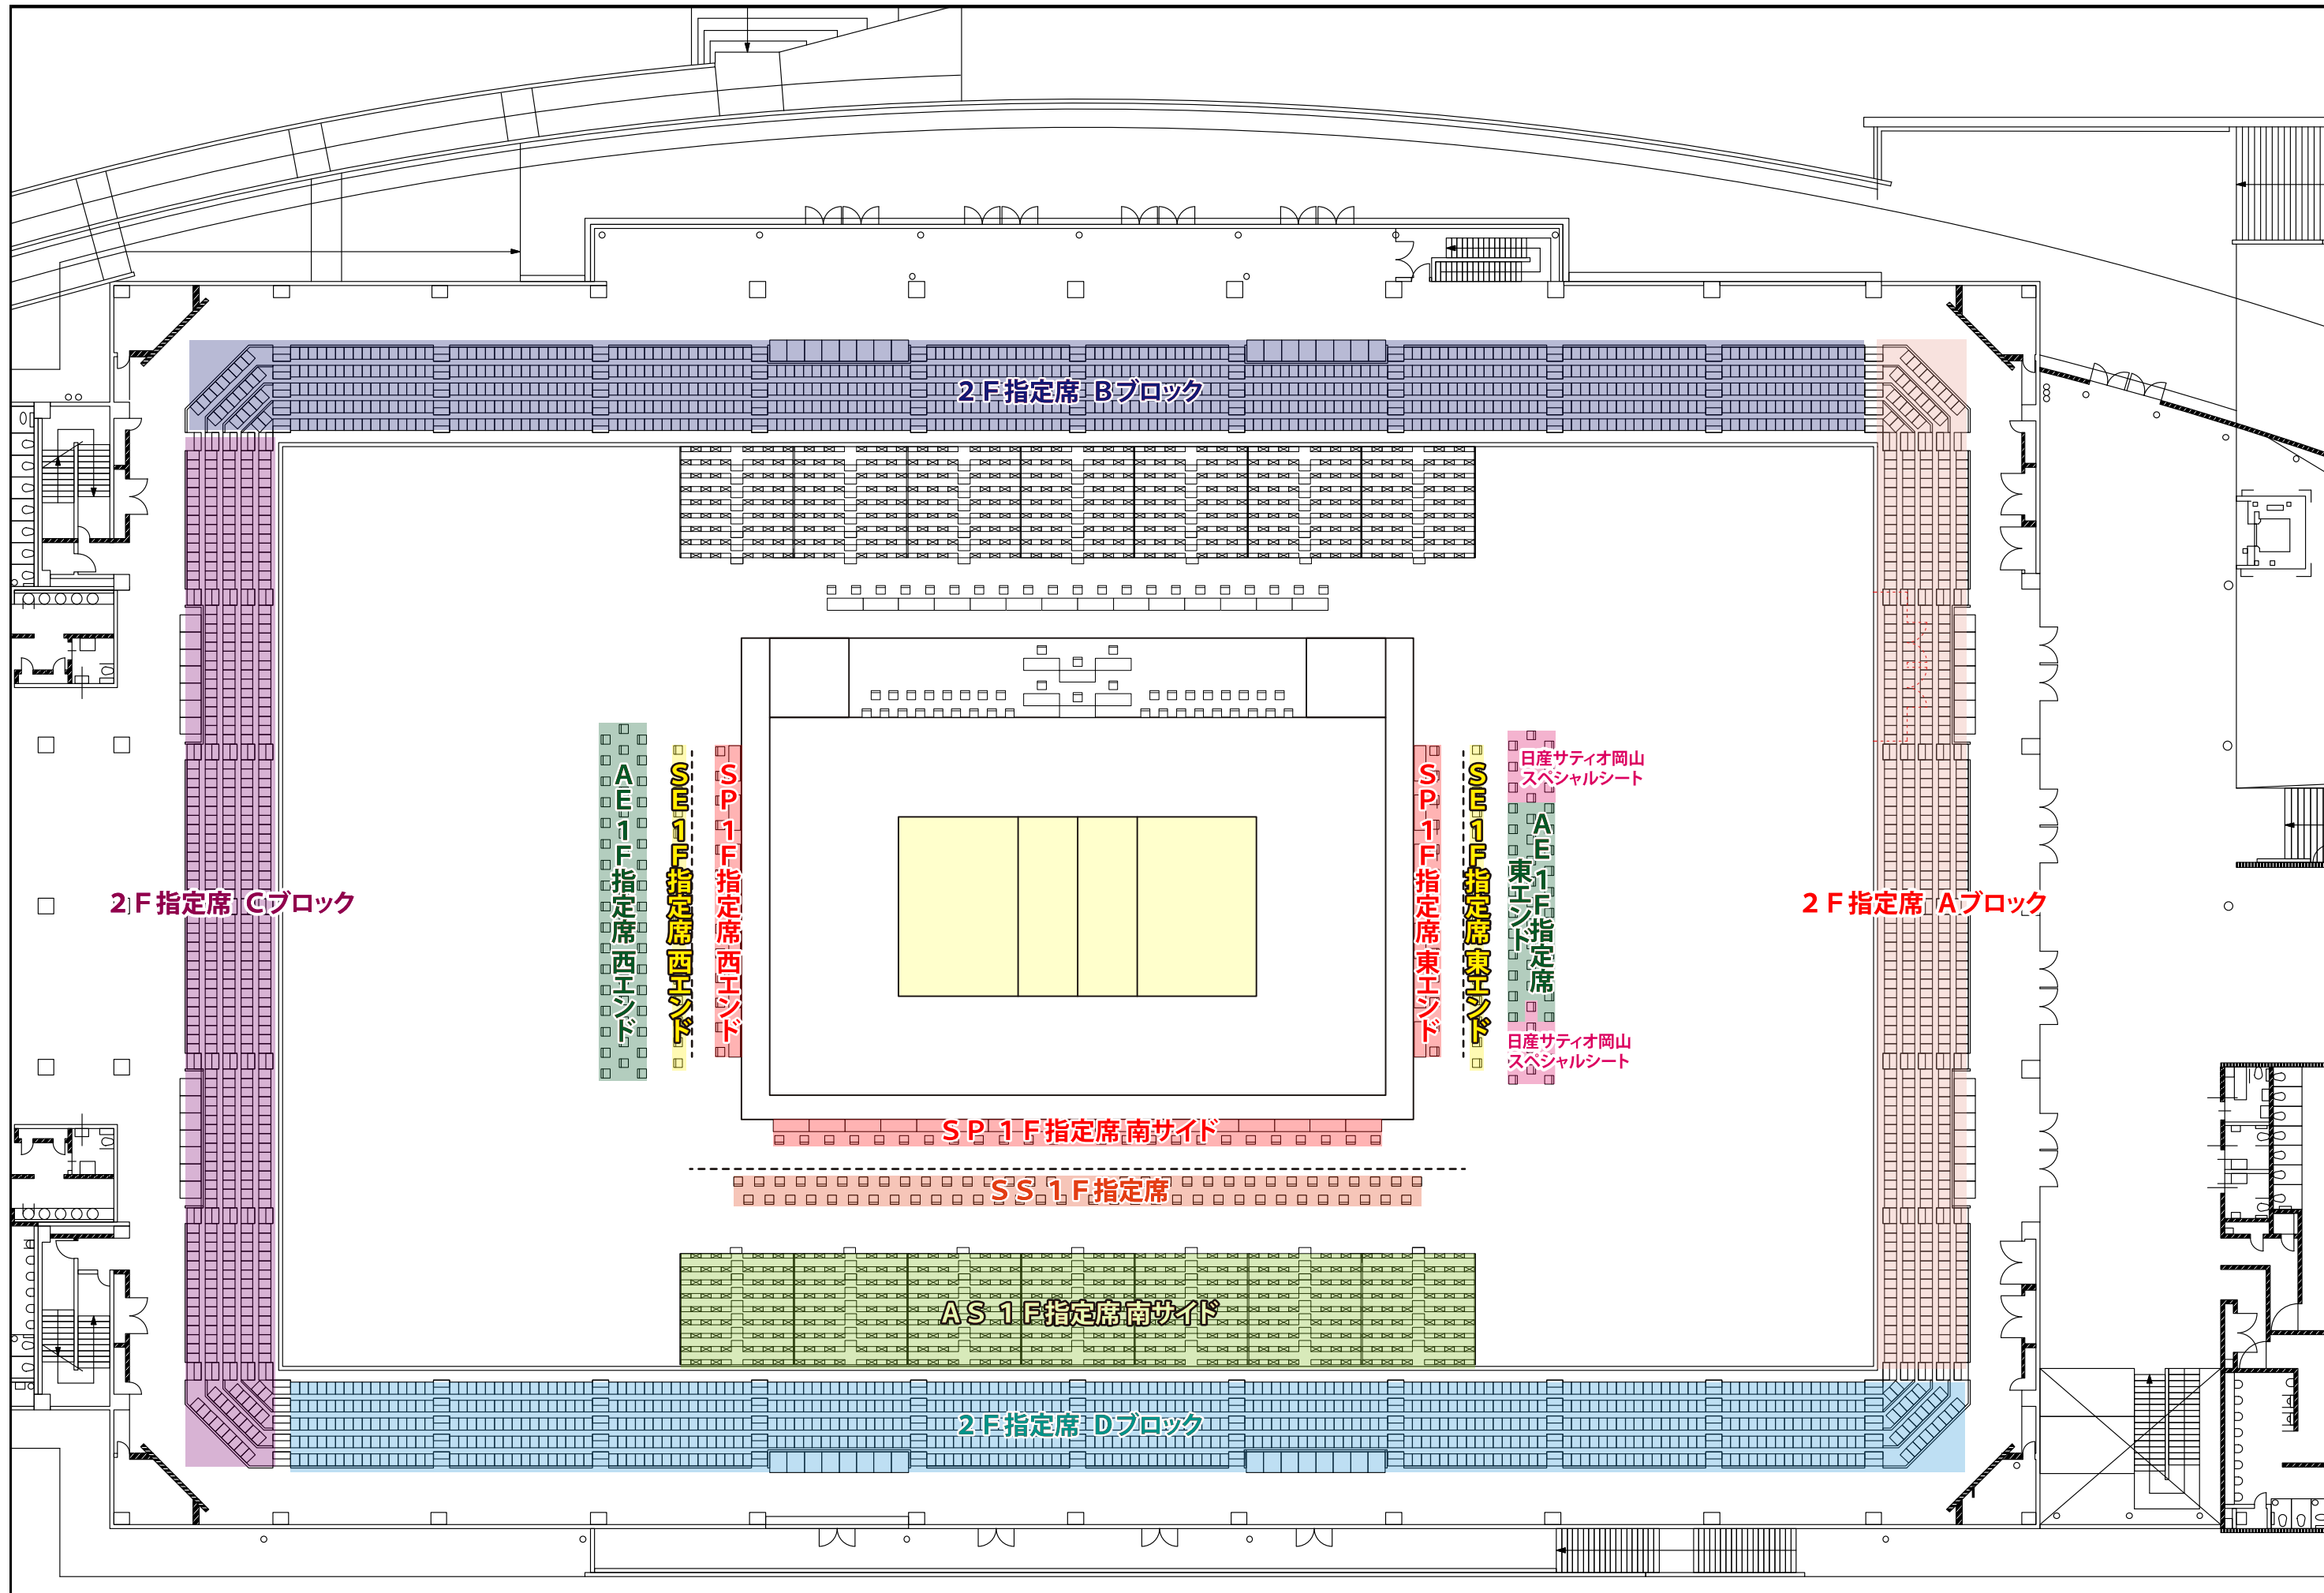 2F指定席 Bブロック
AE1F指定席 西エンド
SE1F指定席 西エンド
SP1F指定席 西エンド
SP1F指定席 東エンド
SE1F指定席 東エンド
日産サティオ岡山
スペシャルシート
AE1F指定席
東エンド
日産サティオ岡山
スペシャルシート
2F指定席 Cブロック
2F指定席 Aブロック
SP 1F指定席 南サイド
SS 1F指定席
AS 1F指定席 南サイド
2F指定席 Dブロック